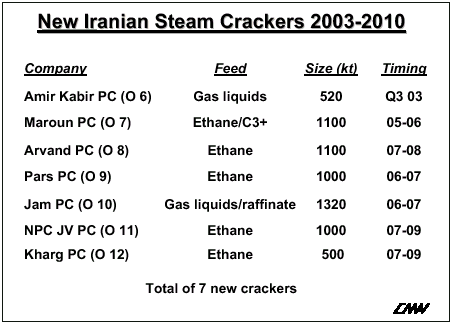 New Iranian Steam Crackers 2003-2010
Company Feed Size (kt) Timing
Amir Kabir PC (O 6) Gas liquids 520 Q3 03
Maroun PC (O 7) Ethane/C3+ 1100 05-06
Arvand PC (O 8) Ethane 1100 07-08
Pars PC (O 9) Ethane 1000 06-07
Jam PC (O 10) Gas liquids/raffinate 1320 06-07
NPC JV PC (O 11) Ethane 1000 07-09
Kharg PC (O 12) Ethane 500 07-09
Total of 7 new crackers